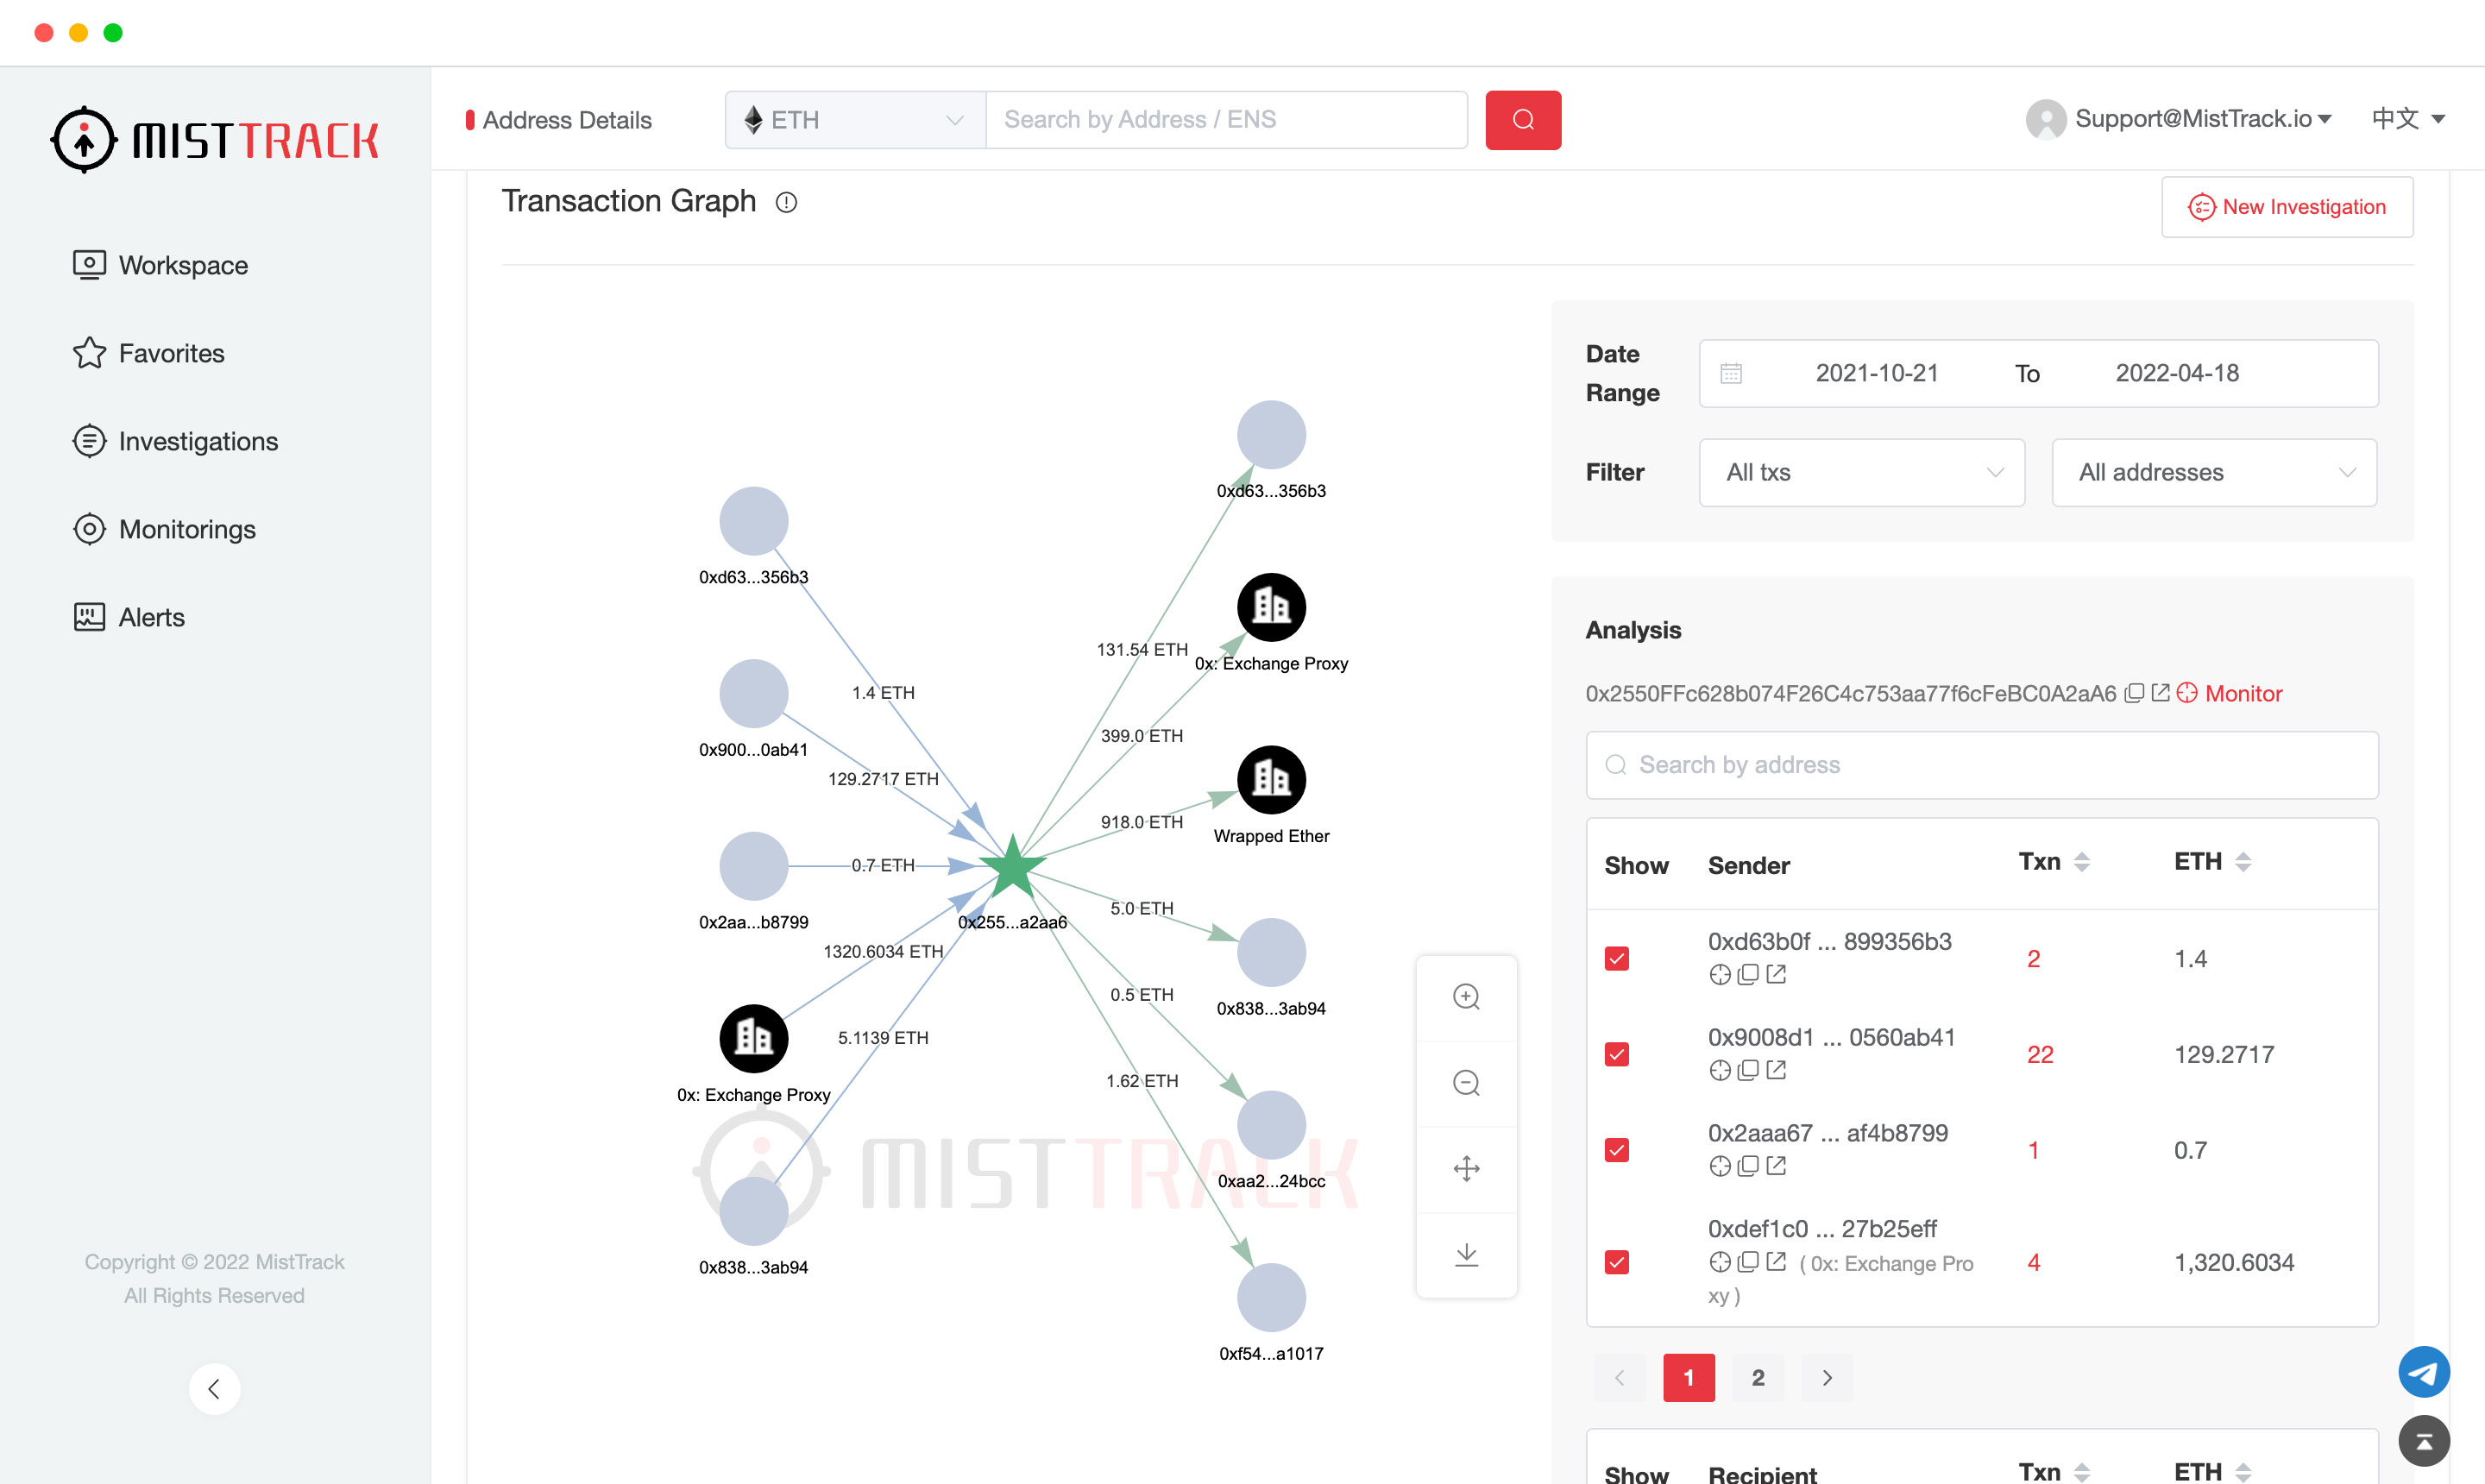 MISTTRACK
Address Details
ETH
Search by Address / ENS
Support@MistTrack.io
中文
Workspace
Favorites
Investigations
Monitorings
Alerts
Copyright © 2022 MistTrack
All Rights Reserved
Transaction Graph
New Investigation
0xd63...356b3
0xd63...356b3
131.54 ETH
0x: Exchange Proxy
1.4 ETH
399.0 ETH
0x900...0ab41
129.2717 ETH
918.0 ETH
Wrapped Ether
0.7 ETH
0x2aa...b8799
0x255...a2aa6
5.0 ETH
1320.6034 ETH
0.5 ETH
0x838...3ab94
5.1139 ETH
1.62 ETH
0x: Exchange Proxy
MISTTRACK
0xaa2...24bcc
0x838...3ab94
0xf54...a1017
Date
Range
2021-10-21 To 2022-04-18
Filter
All txs
All addresses
Analysis
0x2550FFc628b074F26C4c753aa77f6cFeBC0A2aA6 Monitor
Search by address
Show Sender Txn ETH
0xd63b0f ... 899356b3
2 1.4
0x9008d1 ... 0560ab41
22 129.2717
0x2aaa67 ... af4b8799
1 0.7
0xdef1c0 ... 27b25eff
( 0x: Exchange Pro
xy )
4 1,320.6034
1 2
Show Recipient Txn ETH